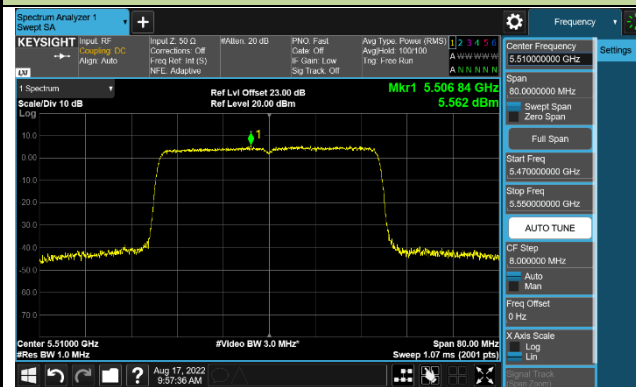 Spectrum Analyzer 1
Swept SA
Frequency
KEYSIGHT
Input: RF
Coupling: DC
Align: Auto
Input Z: 50 Ω
Corrections: Off
Freq Ref: Int (S)
NFE: Adaptive
#Atten: 20 dB
PNO: Fast
Gate: Off
IF Gain: Low
Sig Track: Off
Avg Type: Power (RMS)
Avg|Hold: 100/100
Trig: Free Run
1 2 3 4 5 6
A W W W W W
A N N N N N
LXI
1 Spectrum
Scale/Div 10 dB
Log
Ref Lvl Offset 23.00 dB
Ref Level 20.00 dBm
Mkr1 5.506 84 GHz
5.562 dBm
1
10.0
0.00
-10.0
-20.0
-30.0
-40.0
-50.0
-60.0
-70.0
Center 5.51000 GHz
#Res BW 1.0 MHz
#Video BW 3.0 MHz*
Span 80.00 MHz
Sweep 1.07 ms (2001 pts)
Center Frequency
5.510000000 GHz
Settings
Span
80.0000000 MHz
Swept Span
Zero Span
Full Span
Start Freq
5.470000000 GHz
Stop Freq
5.550000000 GHz
AUTO TUNE
CF Step
8.000000 MHz
Auto
Man
Freq Offset
0 Hz
X Axis Scale
Log
Lin
Signal Track
(Span Zoom)
Aug 17, 2022
9:57:36 AM